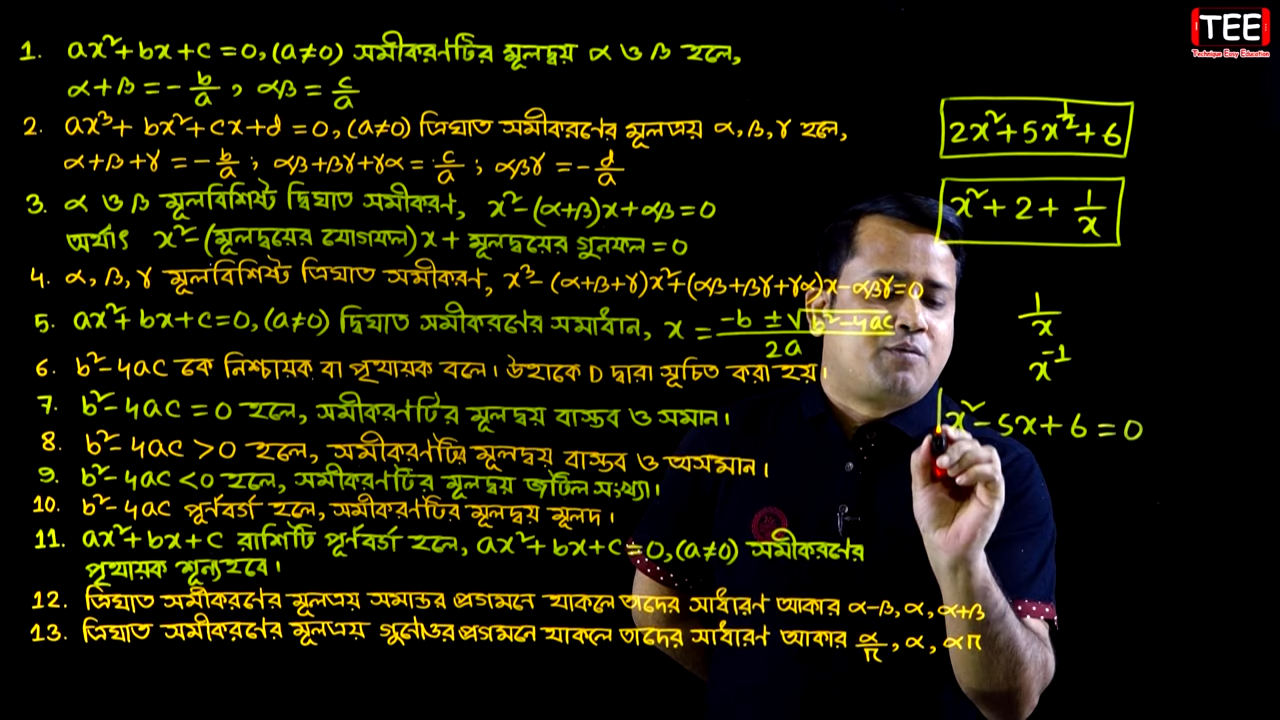 1. ax²+bx+c=0, (a≠0) সমীকরণটির মূলদ্বয় α ও β হলে,
α+β = -b/a, αβ = c/a
2. ax³+bx²+cx+d=0, (a≠0) ত্রিঘাত সমীকরণের মূলত্রয় α, β, γ হলে,
α+β+γ = -b/a ; αβ+βγ+γα = c/a ; αβγ = -d/a
3. α ও β মূলবিশিষ্ট দ্বিঘাত সমীকরণ, x²-(α+β)x+αβ=0
অর্থাৎ x²-(মূলদ্বয়ের যোগফল)x+ মূলদ্বয়ের গুনফল=0
4. α, β, γ মূলবিশিষ্ট ত্রিঘাত সমীকরণ, x³-(α+β+γ)x²+(αβ+βγ+γα)x-αβγ=0
5. ax²+bx+c=0, (a≠0) দ্বিঘাত সমীকরণের সমাধান, x = (-b ±√(b²-4ac))/2a
6. b²-4ac কে নিশ্চায়ক বা পৃথায়ক বলে। উহাকে D দ্বারা সূচিত করা হয়।
7. b²-4ac=0 হলে, সমীকরণটির মূলদ্বয় বাস্তব ও সমান।
8. b²-4ac>0 হলে, সমীকরণটির মূলদ্বয় বাস্তব ও অসমান।
9. b²-4ac<0 হলে, সমীকরণটির মূলদ্বয় জটিল সংখ্যা।
10. b²-4ac পূর্নবর্গ হলে, সমীকরণটির মূলদ্বয় মূলদ।
11. ax²+bx+c রাশিটি পূর্নবর্গ হলে, ax²+bx+c=0, (a≠0) সমীকরণের
পৃথায়ক শূন্যহবে।
12. ত্রিঘাত সমীকরণের মূলত্রয় সমান্তর প্রগমনে থাকলে তাদের সাধারণ আকার α-β, α, α+β
13. ত্রিঘাত সমীকরণের মূলত্রয় গুনোত্তর প্রগমনে থাকলে তাদের সাধারণ আকার α/π, α, απ
TEE
Technique Easy Education
2x²+5x^½+6
x²+2+1/x
1/x
x⁻¹
x²-5x+6=0